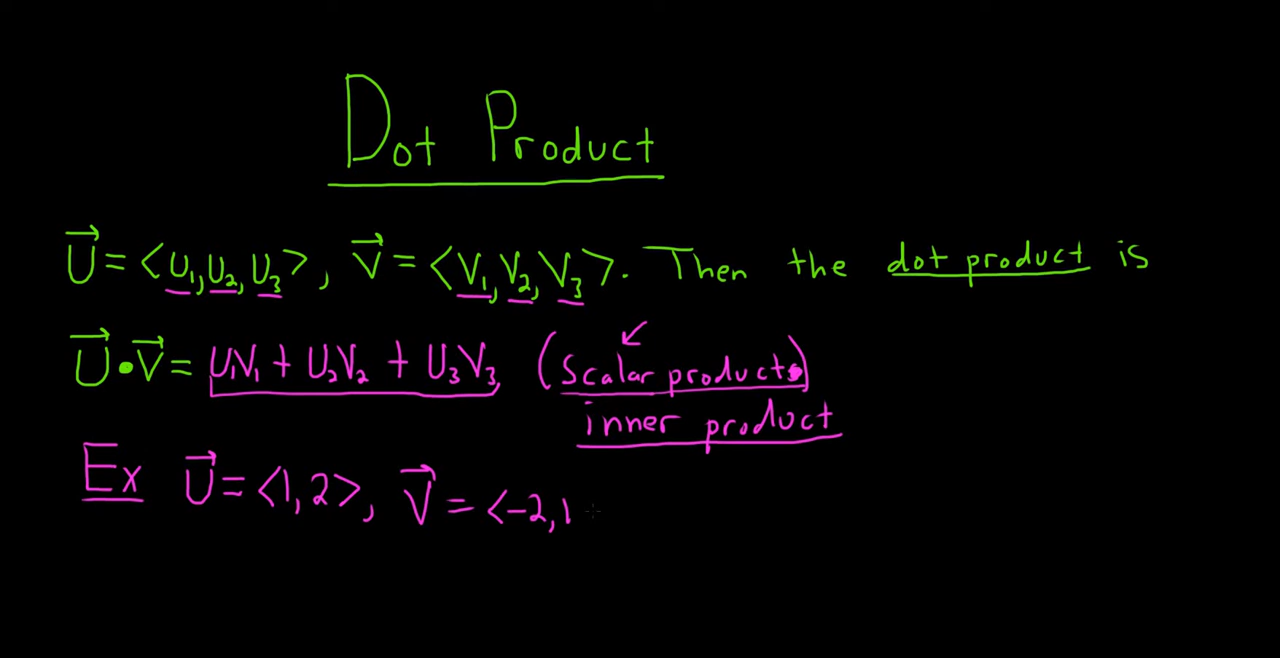 Dot Product
U⃗ = <U₁, U₂, U₃>, V⃗ = <V₁, V₂, V₃>. Then the dot product is
U⃗ • V⃗ = U₁V₁ + U₂V₂ + U₃V₃ (Scalar product)
inner product
Ex U⃗ = <1, 2>, V⃗ = <-2, 1